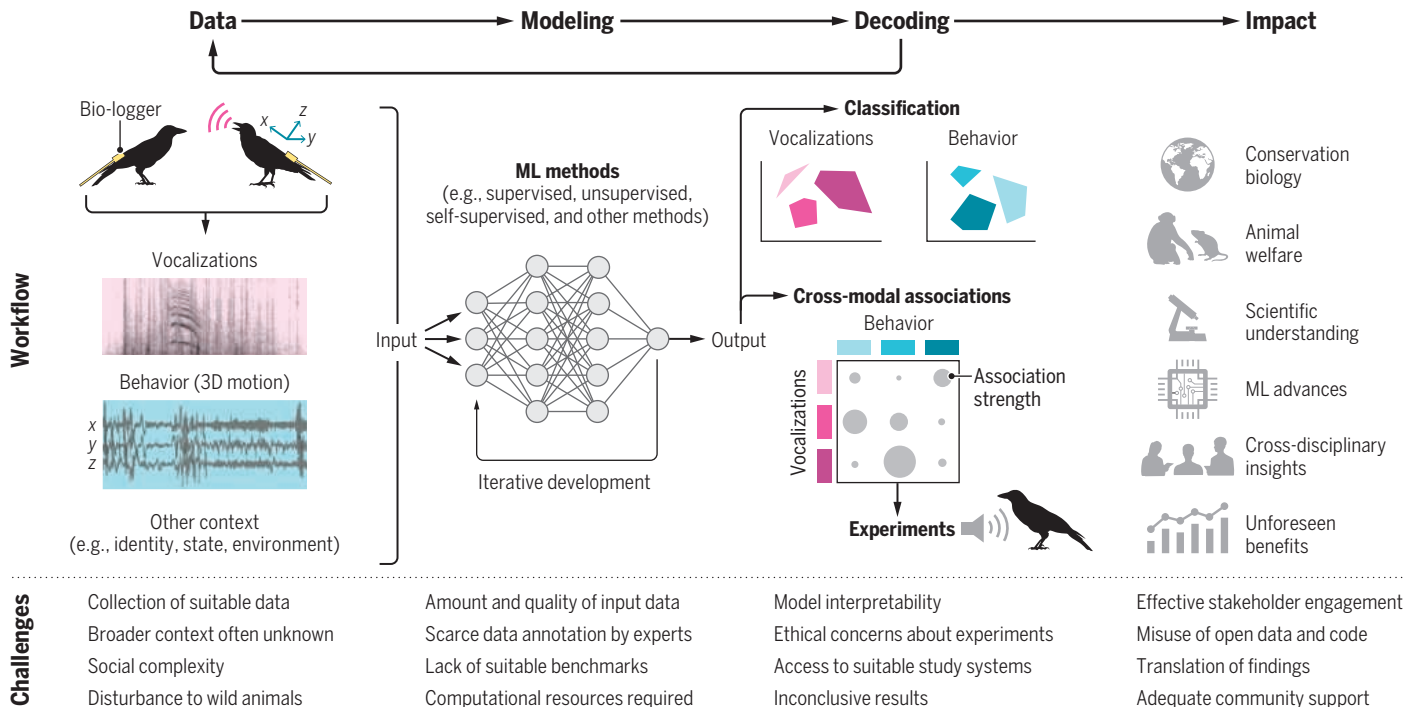 Data
Modeling
Decoding
Impact
Workflow
Bio-logger
x
z
y
Vocalizations
Behavior (3D motion)
x
y
z
Other context
(e.g., identity, state, environment)
Input
ML methods
(e.g., supervised, unsupervised,
self-supervised, and other methods)
Iterative development
Output
Classification
Vocalizations
Behavior
Cross-modal associations
Behavior
Vocalizations
Association
strength
Experiments
Conservation
biology
Animal
welfare
Scientific
understanding
ML advances
Cross-disciplinary
insights
Unforeseen
benefits
Challenges
Collection of suitable data
Broader context often unknown
Social complexity
Disturbance to wild animals
Amount and quality of input data
Scarce data annotation by experts
Lack of suitable benchmarks
Computational resources required
Model interpretability
Ethical concerns about experiments
Access to suitable study systems
Inconclusive results
Effective stakeholder engagement
Misuse of open data and code
Translation of findings
Adequate community support